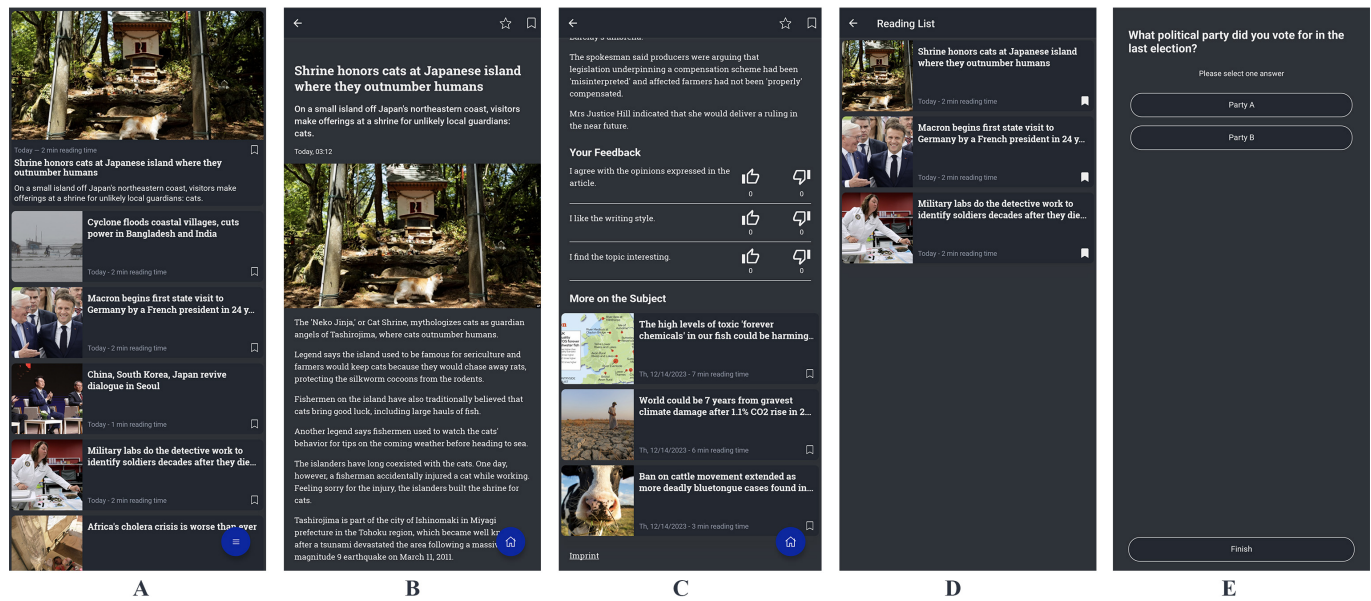 Today – 2 min reading time
Shrine honors cats at Japanese island where they
outnumber humans
On a small island off Japan's northeastern coast, visitors make
offerings at a shrine for unlikely local guardians: cats.
Cyclone floods coastal villages, cuts
power in Bangladesh and India
Today - 2 min reading time
Macron begins first state visit to
Germany by a French president in 24 y...
Today - 2 min reading time
China, South Korea, Japan revive
dialogue in Seoul
Today - 1 min reading time
Military labs do the detective work to
identify soldiers decades after they die...
Today - 2 min reading time
Africa's cholera crisis is worse than ever
A
Shrine honors cats at Japanese island
where they outnumber humans
On a small island off Japan's northeastern coast, visitors
make offerings at a shrine for unlikely local guardians:
cats.
Today, 03:12
The 'Neko Jinja,' or Cat Shrine, mythologizes cats as guardian
angels of Tashirojima, where cats outnumber humans.
Legend says the island used to be famous for sericulture and
farmers would keep cats because they would chase away rats,
protecting the silkworm cocoons from the rodents.
Fishermen on the island have also traditionally believed that
cats bring good luck, including large hauls of fish.
Another legend says fishermen used to watch the cats'
behavior for tips on the coming weather before heading to sea.
The islanders have long coexisted with the cats. One day,
however, a fisherman accidentally injured a cat while working.
Feeling sorry for the injury, the islanders built the shrine for
cats.
Tashirojima is part of the city of Ishinomaki in Miyagi
prefecture in the Tohoku region, which became well
after a tsunami devastated the area following a
magnitude 9 earthquake on March 11, 2011.
B
The spokesman said producers were arguing that
legislation underpinning a compensation scheme had been
'misinterpreted' and affected farmers had not been 'properly
compensated.
Mrs Justice Hill indicated that she would deliver a ruling in
the near future.
Your Feedback
I agree with the opinions expressed in the
article.
0
0
I like the writing style.
0
0
I find the topic interesting.
0
0
More on the Subject
The high levels of toxic 'forever
chemicals' in our fish could be harming...
Th, 12/14/2023 - 7 min reading time
World could be 7 years from gravest
climate damage after 1.1% CO2 rise in 2...
Th, 12/14/2023 - 6 min reading time
Ban on cattle movement extended as
more deadly bluetongue cases found in...
Th, 12/14/2023 - 3 min reading time
Imprint
C
Reading List
Shrine honors cats at Japanese island
where they outnumber humans
Today - 2 min reading time
Macron begins first state visit to
Germany by a French president in 24 y...
Today - 2 min reading time
Military labs do the detective work to
identify soldiers decades after they die...
Today - 2 min reading time
D
What political party did you vote for in the
last election?
Please select one answer
Party A
Party B
Finish
E